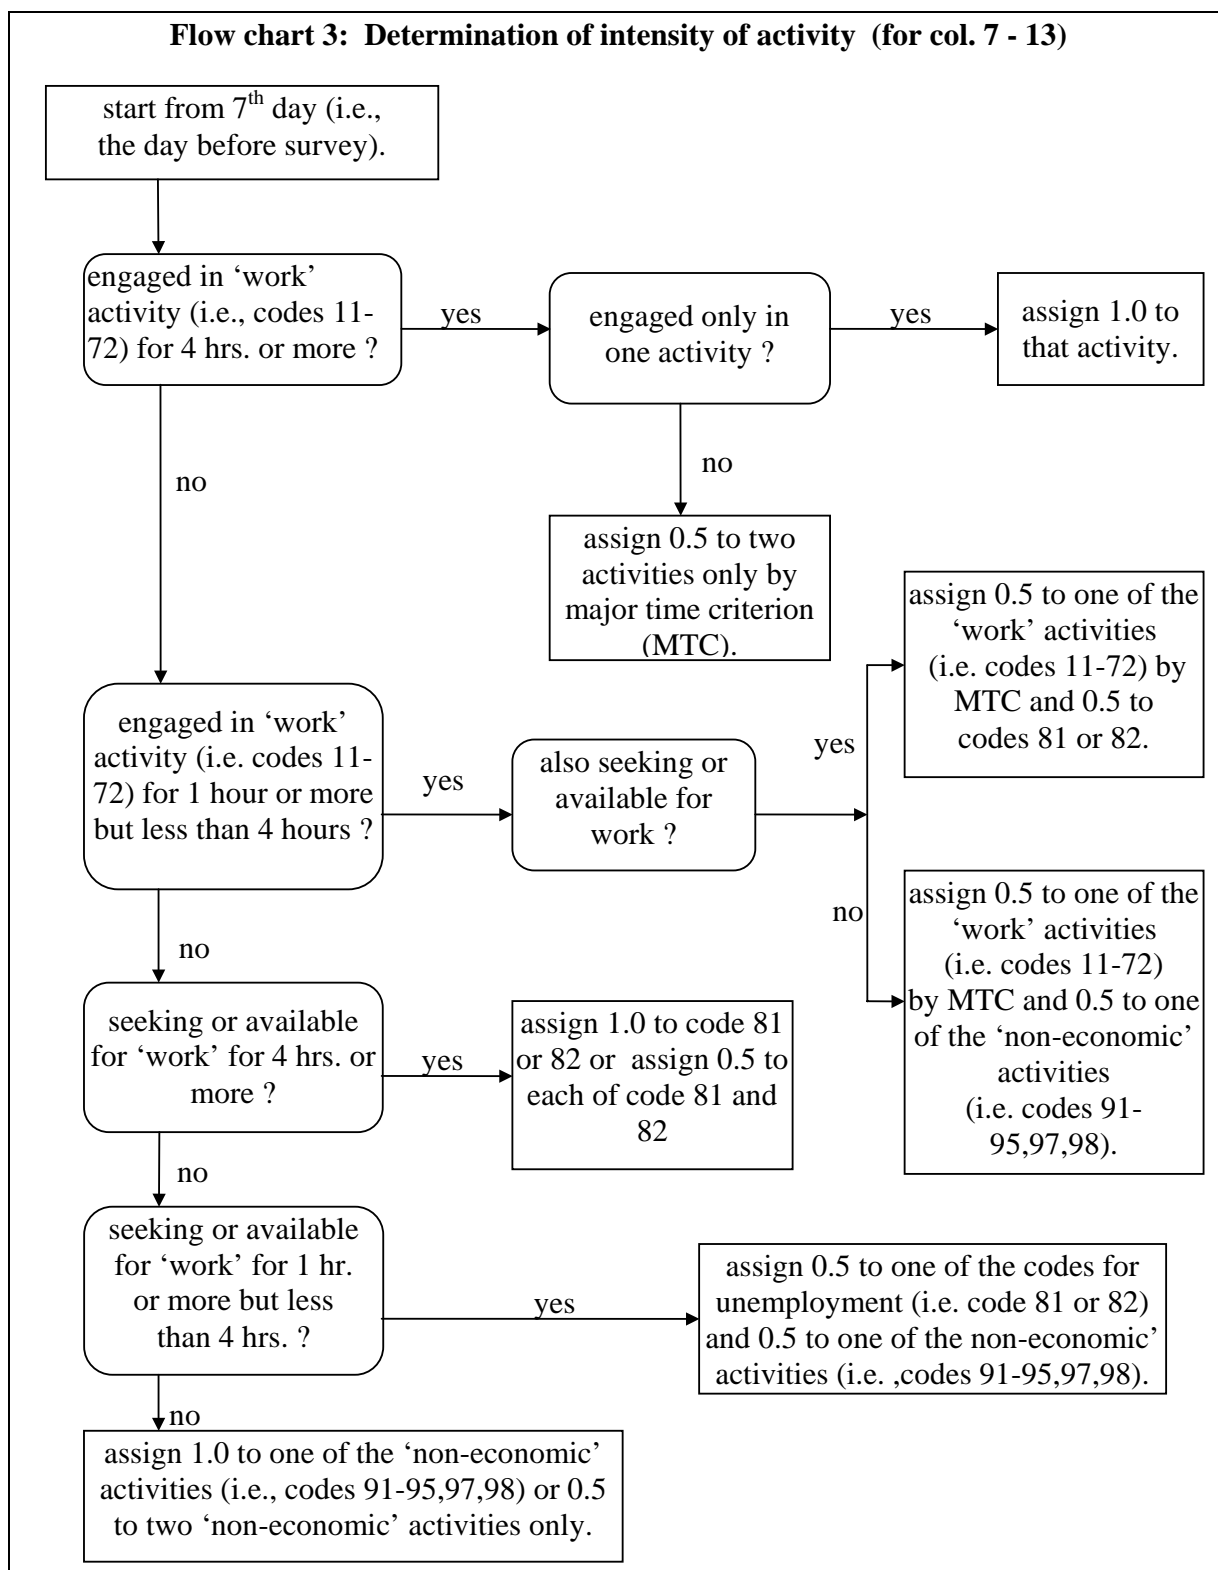 Flow chart 3:  Determination of intensity of activity  (for col. 7 - 13)
start from 7th day (i.e.,
the day before survey).
engaged in ‘work’
activity (i.e., codes 11-
72) for 4 hrs. or more ?
yes
engaged only in
one activity ?
yes
assign 1.0 to
that activity.
no
no
assign 0.5 to two
activities only by
major time criterion
(MTC).
assign 0.5 to one of the
‘work’ activities
(i.e. codes 11-72) by
MTC and 0.5 to
codes 81 or 82.
engaged in ‘work’
activity (i.e. codes 11-
72) for 1 hour or more
but less than 4 hours ?
yes
also seeking or
available for
work ?
yes
no
assign 0.5 to one of the
‘work’ activities
(i.e. codes 11-72)
by MTC and 0.5 to one
of the ‘non-economic’
activities
(i.e. codes 91-
95,97,98).
no
seeking or available
for ‘work’ for 4 hrs. or
more ?
yes
assign 1.0 to code 81
or 82 or  assign 0.5 to
each of code 81 and
82
no
seeking or available
for ‘work’ for 1 hr.
or more but less
than 4 hrs. ?
yes
assign 0.5 to one of the codes for
unemployment (i.e. code 81 or 82)
and 0.5 to one of the non-economic’
activities (i.e. ,codes 91-95,97,98).
no
assign 1.0 to one of the ‘non-economic’
activities (i.e., codes 91-95,97,98) or 0.5
to two ‘non-economic’ activities only.